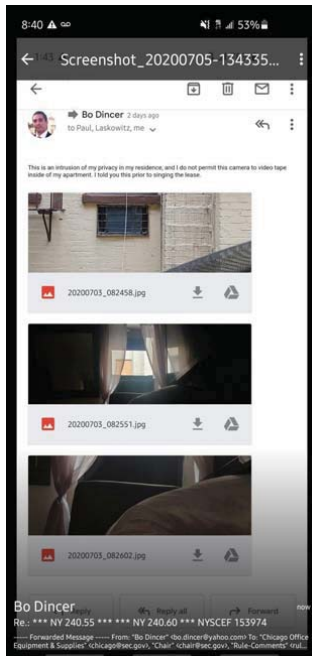 8:40
53%
1:43
Screenshot_20200705-134335...
Bo Dincer 2 days ago
to Paul, Laskowitz, me
This is an intrusion of my privacy in my residence, and I do not permit this camera to video tape
inside of my apartment. I told you this prior to singing the lease.
20200703_082458.jpg
20200703_082551.jpg
20200703_082602.jpg
Reply
Reply all
Forward
Bo Dincer
now
Re.: *** NY 240.55 *** *** NY 240.60 *** NYSCEF 153974
----- Forwarded Message ----- From: "Bo Dincer" <bo.dincer@yahoo.com> To: "Chicago Office
Equipment & Supplies" <chicago@sec.gov>, "Chair" <chair@sec.gov>, "Rule-Comments" <rul...